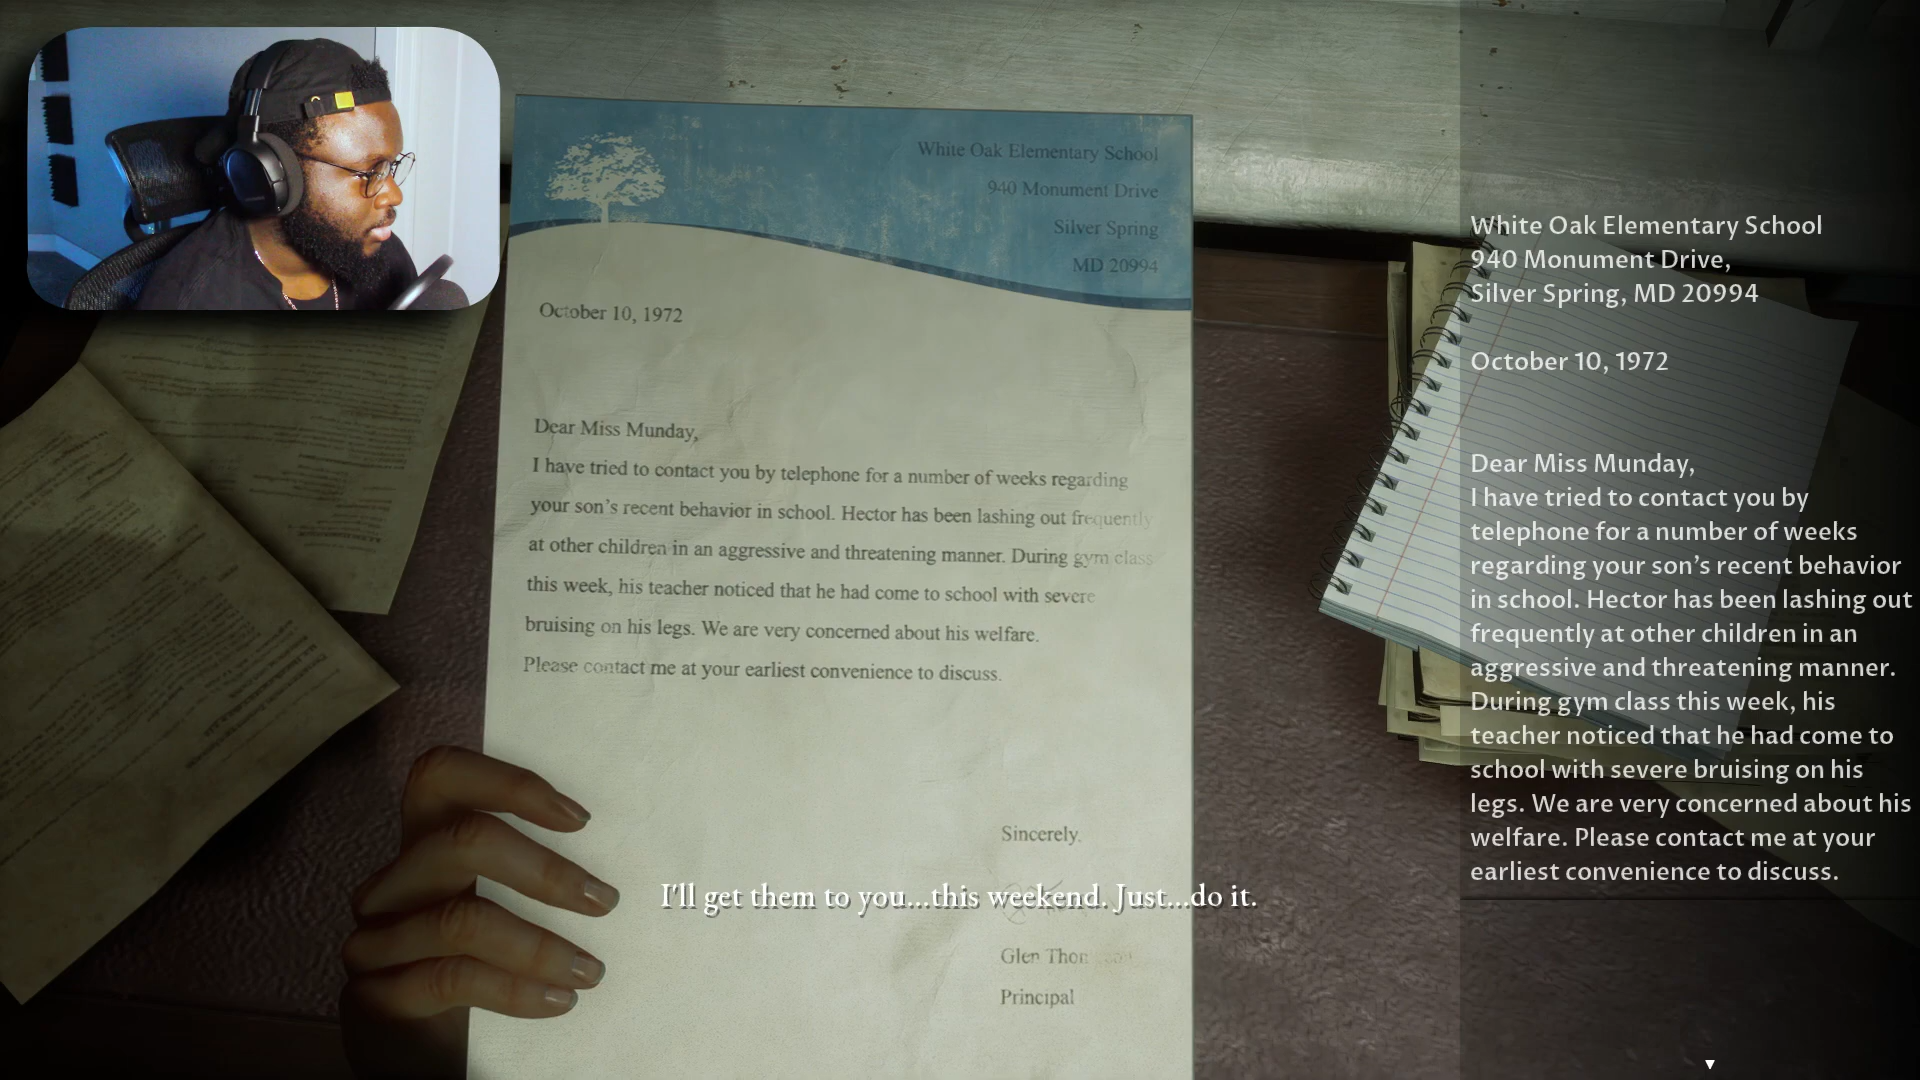 White Oak Elementary School
940 Monument Drive
Silver Spring
MD 20994
October 10, 1972
Dear Miss Munday,
I have tried to contact you by telephone for a number of weeks regarding
your son's recent behavior in school. Hector has been lashing out frequently
at other children in an aggressive and threatening manner. During gym class
this week, his teacher noticed that he had come to school with severe
bruising on his legs. We are very concerned about his welfare.
Please contact me at your earliest convenience to discuss.
Sincerely,
Glen
Principal
I'll get them to you...this weekend. Just...do it.
White Oak Elementary School
940 Monument Drive,
Silver Spring, MD 20994
October 10, 1972
Dear Miss Munday,
I have tried to contact you by
telephone for a number of weeks
regarding your son's recent behavior
in school. Hector has been lashing out
frequently at other children in an
aggressive and threatening manner.
During gym class this week, his
teacher noticed that he had come to
school with severe bruising on his
legs. We are very concerned about his
welfare. Please contact me at your
earliest convenience to discuss.